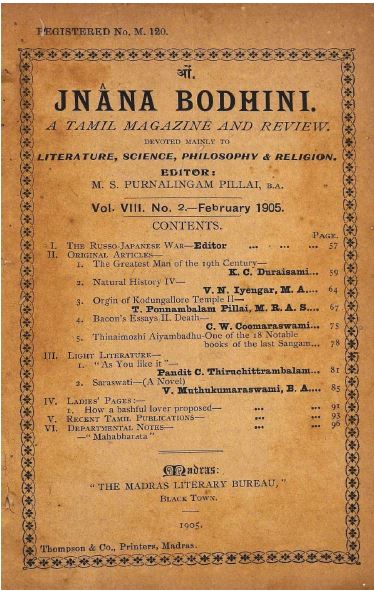 REGISTERED No. M. 120.
ओं.
JNÂNA BODHINI.
A TAMIL MAGAZINE AND REVIEW.
DEVOTED MAINLY TO
LITERATURE, SCIENCE, PHILOSOPHY & RELIGION.
EDITOR:
M. S. PURNALINGAM PILLAI, B.A.
Vol. VIII. No. 2.—February 1905.
CONTENTS.
PAGE.
I. THE RUSSO-JAPANESE WAR—Editor ... ... ... 57
II. ORIGINAL ARTICLES—
1. The Greatest Man of the 19th Century—
K. C. Duraisami... 59
2. Natural History IV—
V. N. Iyengar, M. A.... 64
3. Orgin of Kodungallore Temple II—
T. Ponnambalam Pillai, M. R. A. S.... 67
4. Bacon's Essays II. Death—
C. W. Coomaraswami... 75
5. Thinaimozhi Aiyambadhu-One of the 18 Notable
books of the last Sangam... 78
III. LIGHT LITERATURE—
1. "As You like it"—
Pandit C. Thiruchittrambalam... 81
2. Saraswati—(A Novel)
V. Muthukumaraswami, B. A.... 85
IV. LADIES' PAGES:—
1. How a bashful lover proposed— ... ... 91
V. RECENT TAMIL PUBLICATIONS— ... ... 93
VI. DEPARTMENTAL NOTES— ... ... 96
—"Mahabharata"
Madras:
"THE MADRAS LITERARY BUREAU,"
BLACK TOWN.
1905.
Thompson & Co., Printers, Madras.